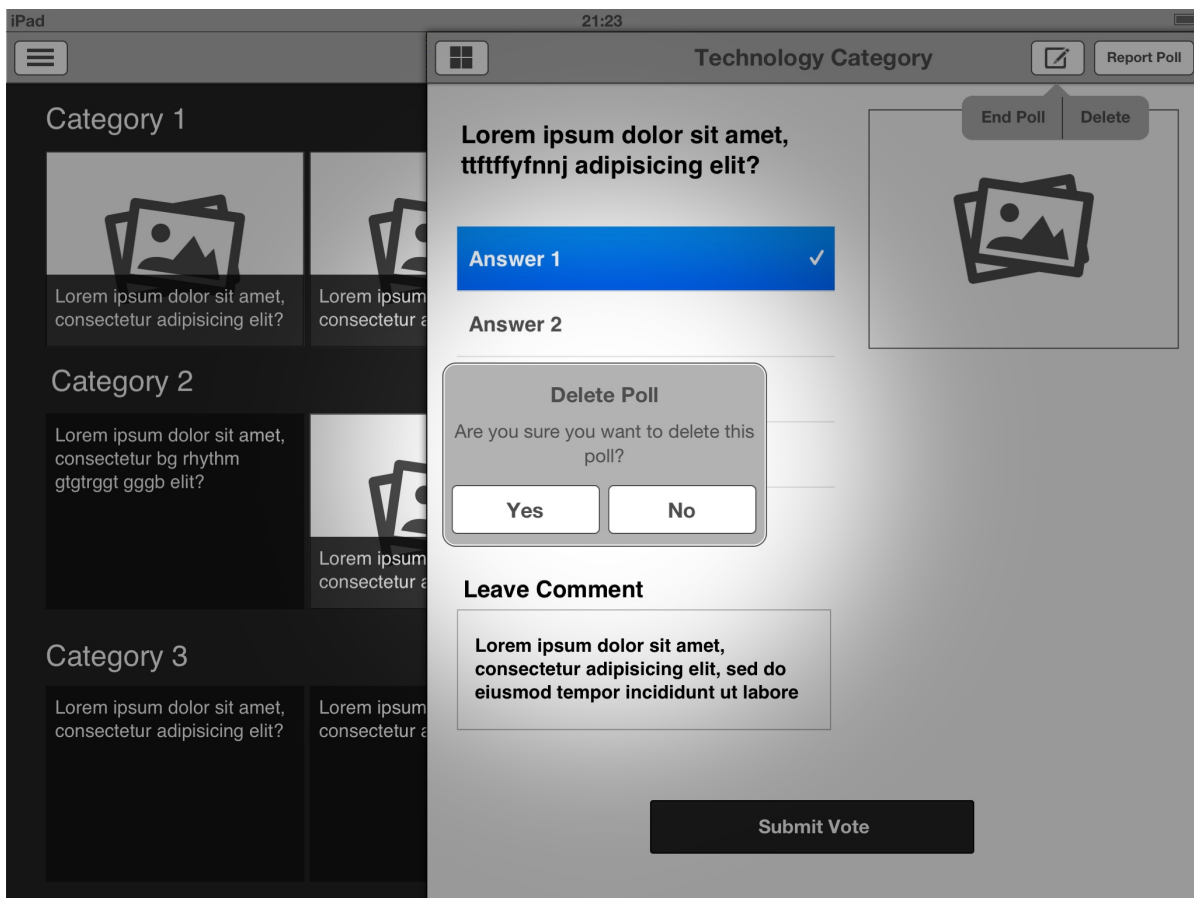 iPad
21:23
Technology Category
Report Poll
End Poll
Delete
Category 1
Lorem ipsum dolor sit amet,
consectetur adipisicing elit?
Lorem ipsum
consectetur a
Category 2
Lorem ipsum dolor sit amet,
consectetur bg rhythm
gtgtrggt gggb elit?
Lorem ipsum
consectetur a
Category 3
Lorem ipsum dolor sit amet,
consectetur adipisicing elit?
Lorem ipsum
consectetur a
Lorem ipsum dolor sit amet,
ttftffyfnnj adipisicing elit?
Answer 1
Answer 2
Delete Poll
Are you sure you want to delete this
poll?
Yes
No
Leave Comment
Lorem ipsum dolor sit amet,
consectetur adipisicing elit, sed do
eiusmod tempor incididunt ut labore
Submit Vote